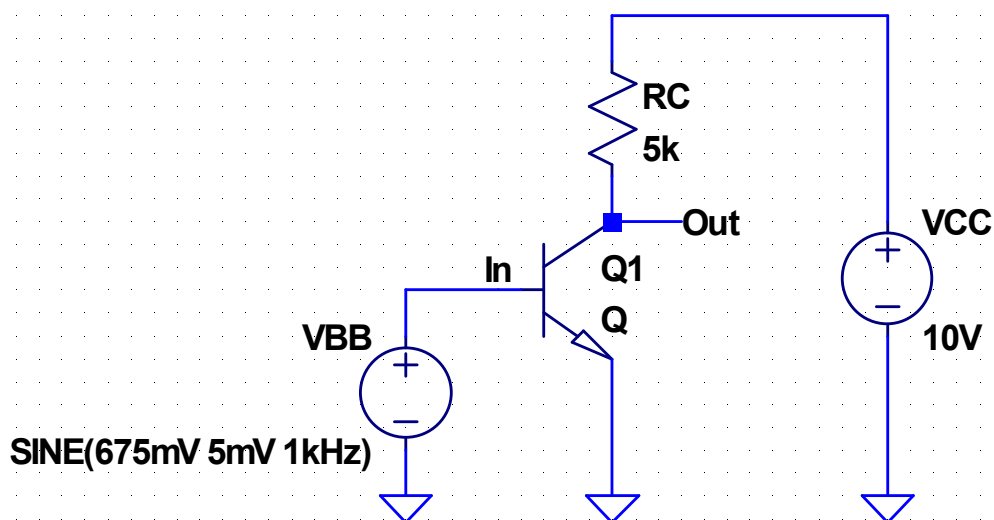 RC
5k
Out
VCC
In
Q1
Q
VBB
10V
SINE(675mV 5mV 1kHz)